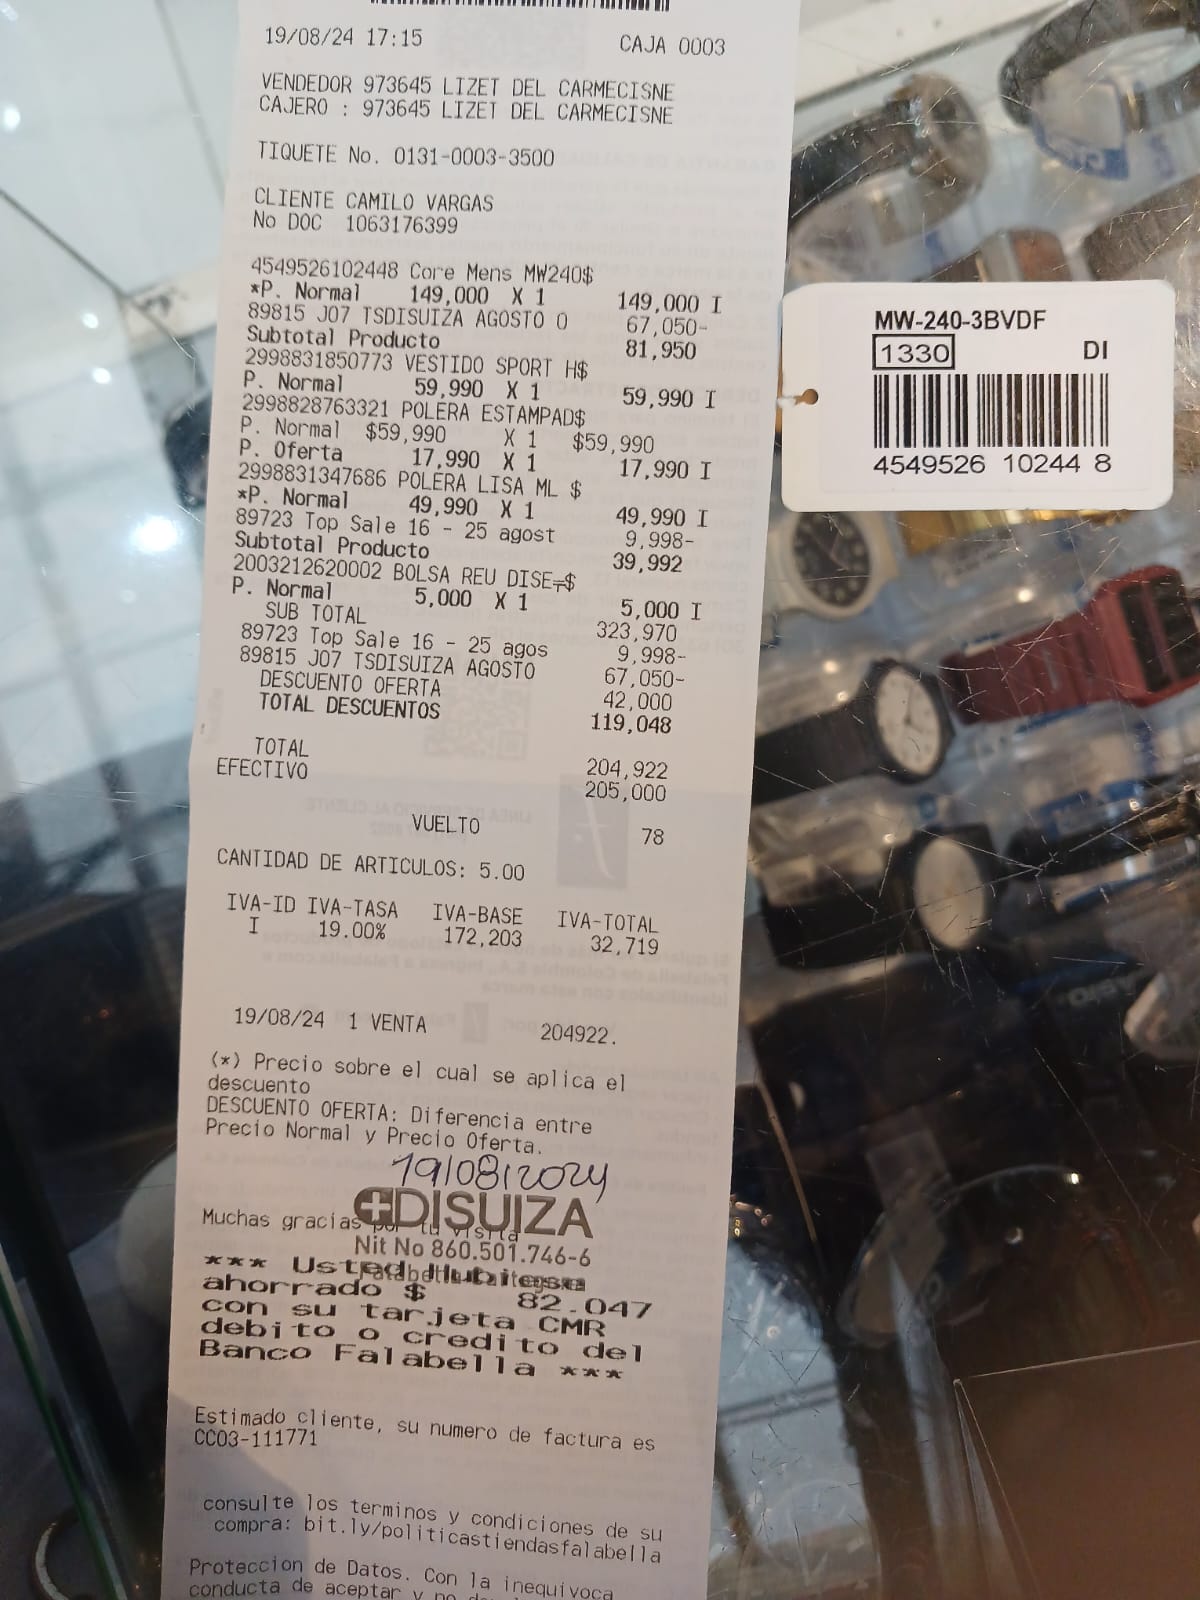 19/08/24 17:15 CAJA 0003
VENDEDOR 973645 LIZET DEL CARMECISNE
CAJERO : 973645 LIZET DEL CARMECISNE
TIQUETE No. 0131-0003-3500
CLIENTE CAMILO VARGAS
No DOC 1063176399
4549526102448 Core Mens MW240$
*P. Normal 149,000 X 1 149,000 I
89815 J07 TSDISUIZA AGOSTO O 67,050-
Subtotal Producto 81,950
2998831850773 VESTIDO SPORT H$
P. Normal 59,990 X 1 59,990 I
2998828763321 POLERA ESTAMPAD$
P. Normal $59,990 X 1 $59,990
P. Oferta 17,990 X 1 17,990 I
2998831347686 POLERA LISA ML $
*P. Normal 49,990 X 1 49,990 I
89723 Top Sale 16 - 25 agost 9,998-
Subtotal Producto 39,992
2003212620002 BOLSA REU DISE $
P. Normal 5,000 X 1 5,000 I
SUB TOTAL 323,970
89723 Top Sale 16 - 25 agos 9,998-
89815 J07 TSDISUIZA AGOSTO 67,050-
DESCUENTO OFERTA 42,000
TOTAL DESCUENTOS 119,048
TOTAL 204,922
EFECTIVO 205,000
VUELTO 78
CANTIDAD DE ARTICULOS: 5.00
IVA-ID IVA-TASA IVA-BASE IVA-TOTAL
I 19.00% 172,203 32,719
19/08/24 1 VENTA 204922.
(*) Precio sobre el cual se aplica el
descuento
DESCUENTO OFERTA: Diferencia entre
Precio Normal y Precio Oferta.
19/08/2024
DISUIZA
Muchas gracias por tu visita
Nit No 860.501.746-6
*** Usted Hubiese
ahorrado $ 82.047
con su tarjeta CMR
debito o credito del
Banco Falabella ***
Estimado cliente, su numero de factura es
CC03-111771
consulte los terminos y condiciones de su
compra: bit.ly/politicastiendasfalabella
Proteccion de Datos. Con la inequivoca
conducta de aceptar y no
MW-240-3BVDF
1330 DI
4549526 10244 8